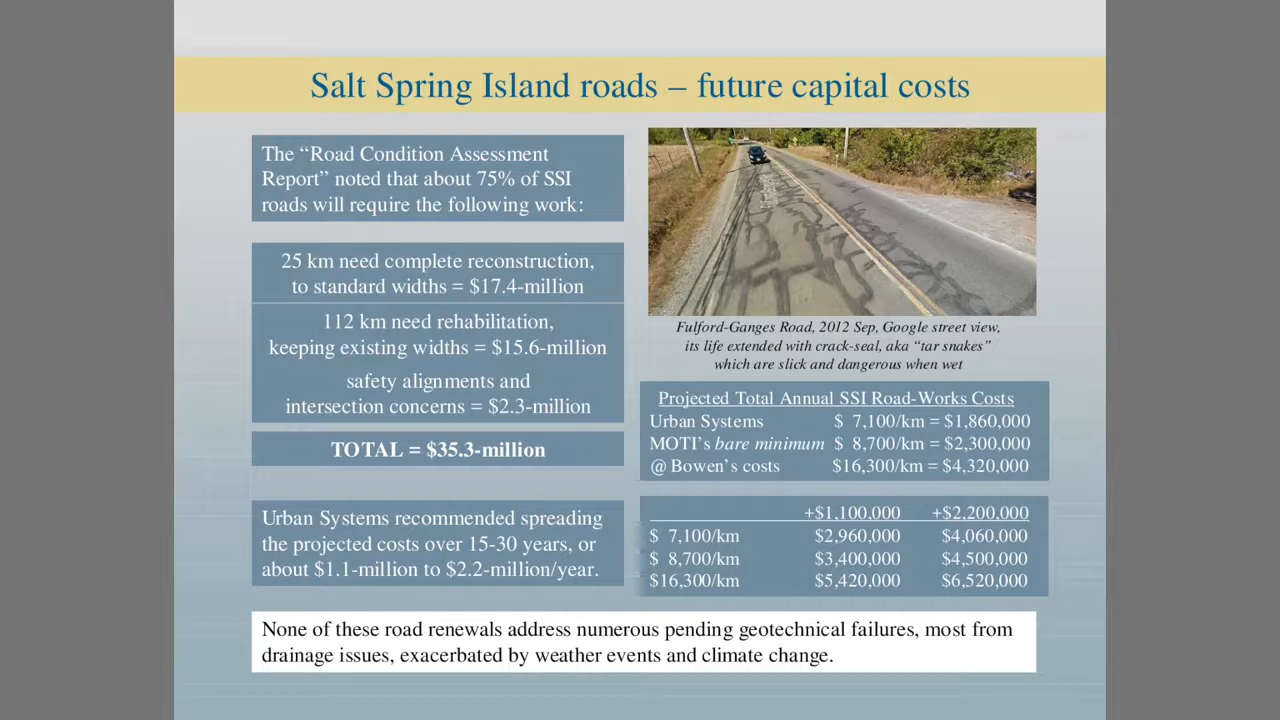 Salt Spring Island roads – future capital costs
The “Road Condition Assessment
Report” noted that about 75% of SSI
roads will require the following work:
25 km need complete reconstruction,
to standard widths = $17.4-million
112 km need rehabilitation,
keeping existing widths = $15.6-million
safety alignments and
intersection concerns = $2.3-million
TOTAL = $35.3-million
Urban Systems recommended spreading
the projected costs over 15-30 years, or
about $1.1-million to $2.2-million/year.
Fulford-Ganges Road, 2012 Sep, Google street view,
its life extended with crack-seal, aka “tar snakes”
which are slick and dangerous when wet
Projected Total Annual SSI Road-Works Costs
Urban Systems $ 7,100/km = $1,860,000
MOTI’s bare minimum $ 8,700/km = $2,300,000
@ Bowen’s costs $16,300/km = $4,320,000
+$1,100,000 +$2,200,000
$ 7,100/km $2,960,000 $4,060,000
$ 8,700/km $3,400,000 $4,500,000
$16,300/km $5,420,000 $6,520,000
None of these road renewals address numerous pending geotechnical failures, most from
drainage issues, exacerbated by weather events and climate change.